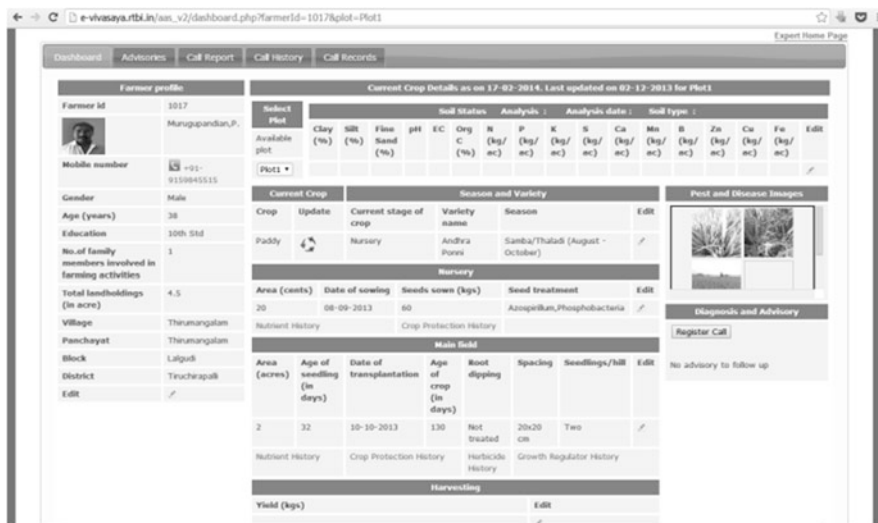 e-vivasaya.rtbi.in/aas_v2/dashboard.php?farmerId=1017&plot=Plot1
Expert Home Page
Dashboard Advisories Call Report Call History Call Records
Farmer profile
Farmer id 1017
Murugupandian,P.
Mobile number +91-
9159845515
Gender Male
Age (years) 38
Education 10th Std
No.of family 1
members involved in
farming activities
Total landholdings 4.5
(in acre)
Village Thirumangalam
Panchayat Thirumangalam
Block Lalgudi
District Tiruchirapalli
Edit
Current Crop Details as on 17-02-2014. Last updated on 02-12-2013 for Plot1
Select
Plot
Available
plot
Plot1
Soil Status Analysis : Analysis date : Soil type :
Clay Silt Fine pH EC Org N P K S Ca Mn B Zn Cu Fe Edit
(%) (%) Sand C (kg/ (kg/ (kg/ (kg/ (kg/ (kg/ (kg/ (kg/ (kg/ (kg/
(%) (%) ac) ac) ac) ac) ac) ac) ac) ac) ac) ac)
Current Crop Season and Variety
Crop Update Current stage of Variety Season Edit
crop name
Paddy Nursery Andhra Samba/Thaladi (August -
Ponni October)
Nursery
Area (cents) Date of sowing Seeds sown (kgs) Seed treatment Edit
20 08-09-2013 60 Azospirillum,Phosphobacteria
Nutrient History Crop Protection History
Main field
Area Age of Date of Age Root Spacing Seedlings/hill Edit
(acres) seedling transplantation of dipping
(in crop
days) (in
days)
2 32 10-10-2013 130 Not 20x20 Two
treated cm
Nutrient History Crop Protection History Herbicide Growth Regulator History
History
Harvesting
Yield (kgs) Edit
Pest and Disease Images
Diagnosis and Advisory
Register Call
No advisory to follow up